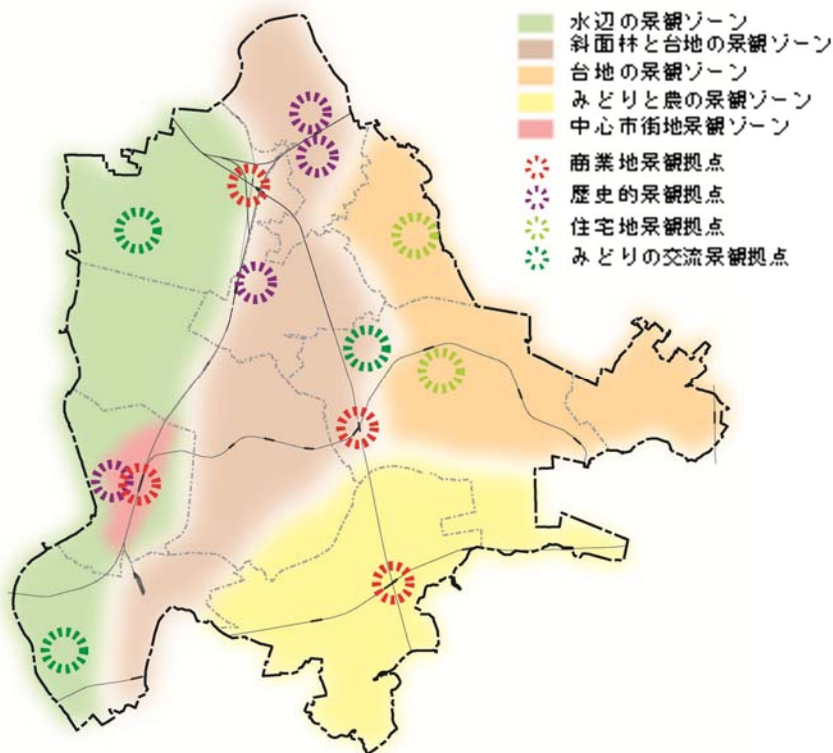 水辺の景観ゾーン
斜面林と台地の景観ゾーン
台地の景観ゾーン
みどりと農の景観ゾーン
中心市街地景観ゾーン
商業地景観拠点
歴史的景観拠点
住宅地景観拠点
みどりの交流景観拠点